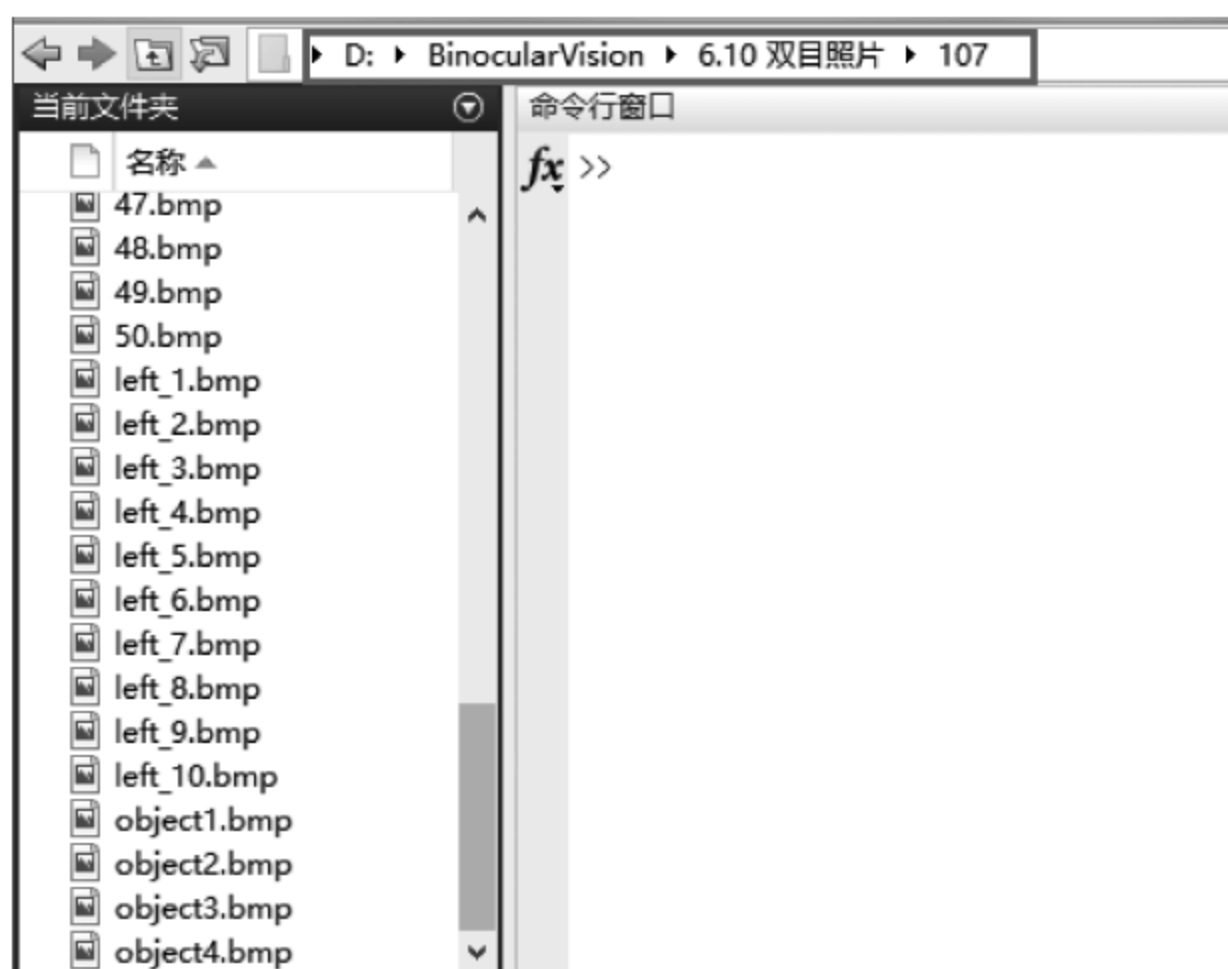 D: BinocularVision 6.10 双目照片 107
当前文件夹
命令行窗口
名称
fx >>
47.bmp
48.bmp
49.bmp
50.bmp
left_1.bmp
left_2.bmp
left_3.bmp
left_4.bmp
left_5.bmp
left_6.bmp
left_7.bmp
left_8.bmp
left_9.bmp
left_10.bmp
object1.bmp
object2.bmp
object3.bmp
object4.bmp